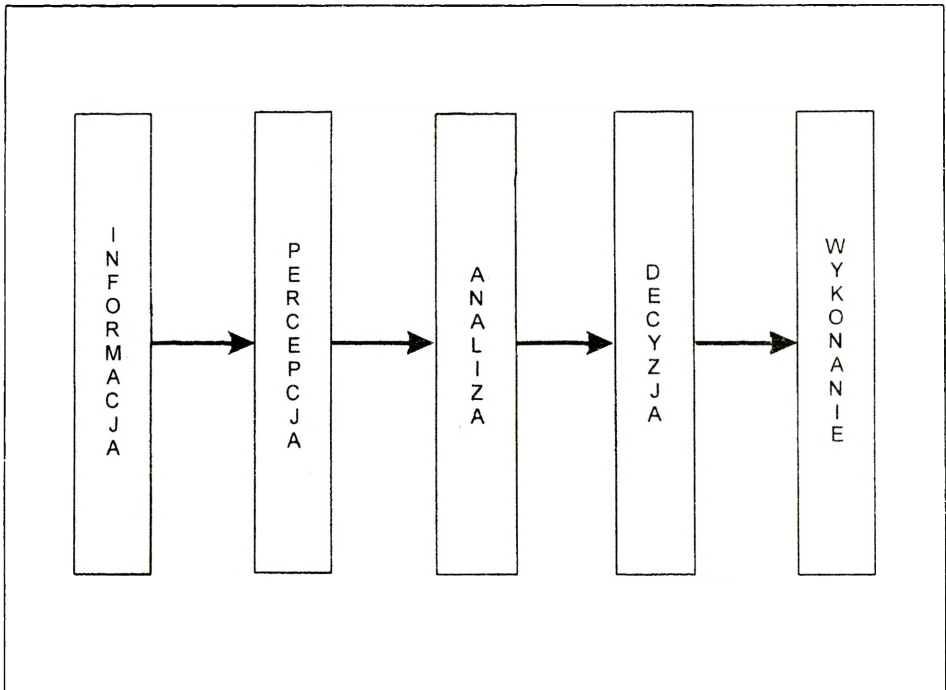 INFORMACJA
PERCEPCJA
ANALIZA
DECYZJA
WYKONANIE